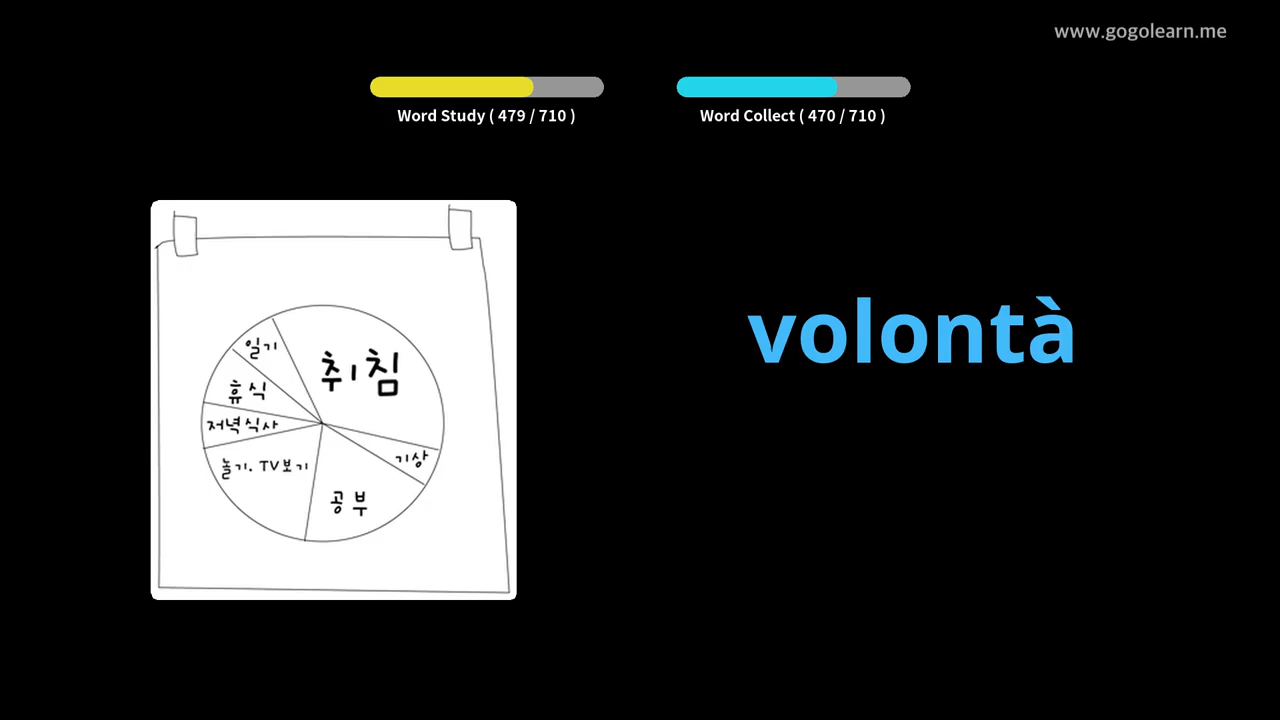 www.gogolearn.me
Word Study ( 479 / 710 )
Word Collect ( 470 / 710 )
volontà
일기
취침
휴식
저녁식사
기상
놀기. TV보기
공부